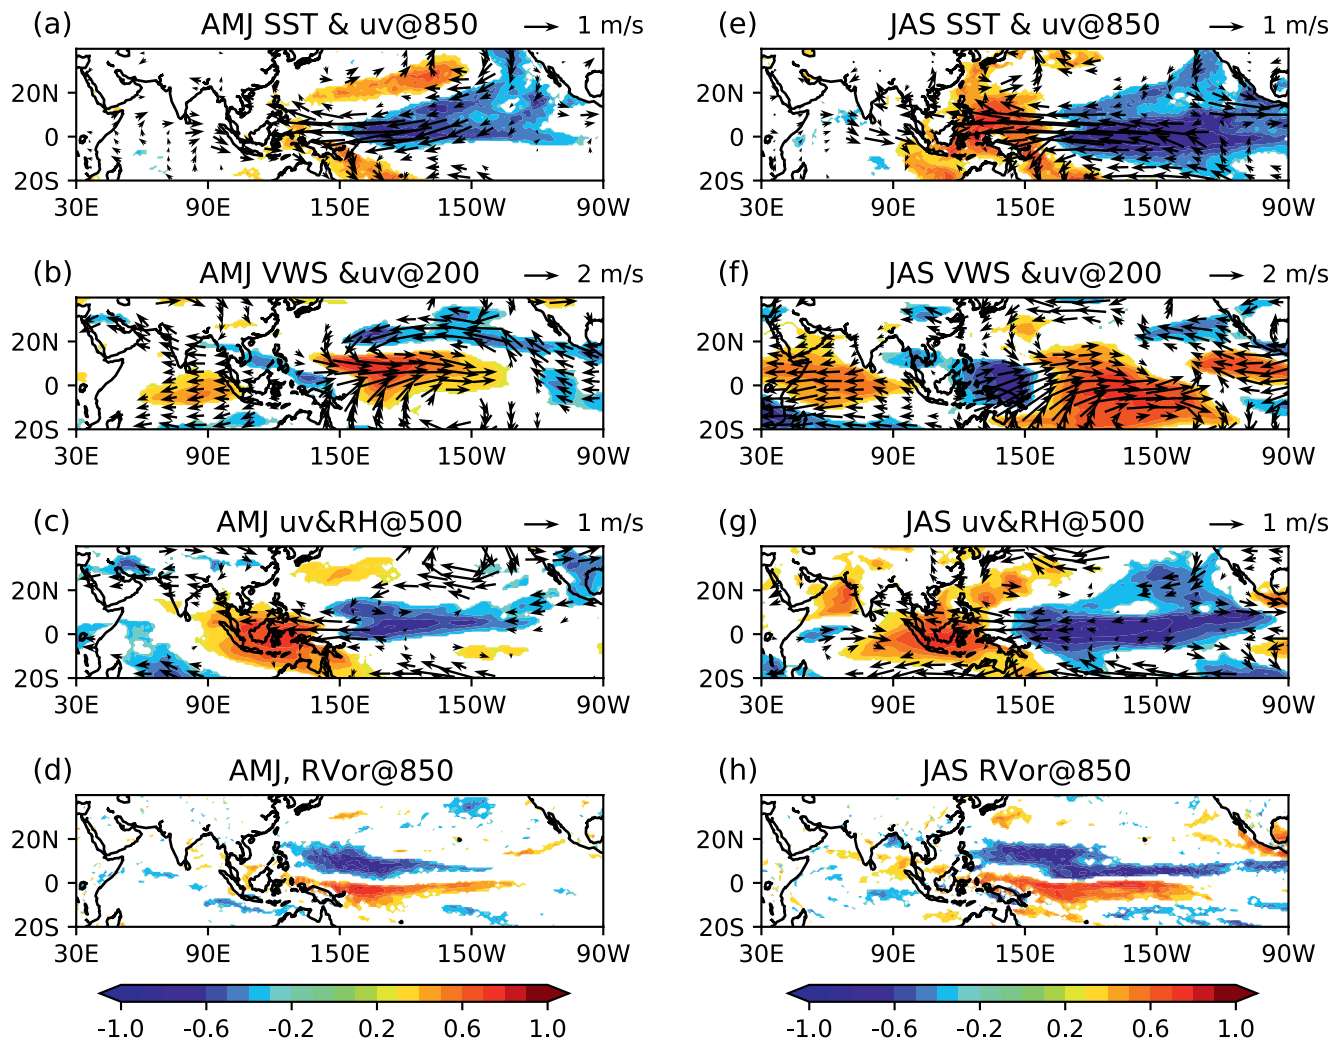 (a) AMJ SST & uv@850 1 m/s
20N
0
20S
30E 90E 150E 150W 90W
(b) AMJ VWS &uv@200 2 m/s
20N
0
20S
30E 90E 150E 150W 90W
(c) AMJ uv&RH@500 1 m/s
20N
0
20S
30E 90E 150E 150W 90W
(d) AMJ, RVor@850
20N
0
20S
30E 90E 150E 150W 90W
-1.0 -0.6 -0.2 0.2 0.6 1.0
(e) JAS SST & uv@850 1 m/s
20N
0
20S
30E 90E 150E 150W 90W
(f) JAS VWS &uv@200 2 m/s
20N
0
20S
30E 90E 150E 150W 90W
(g) JAS uv&RH@500 1 m/s
20N
0
20S
30E 90E 150E 150W 90W
(h) JAS RVor@850
20N
0
20S
30E 90E 150E 150W 90W
-1.0 -0.6 -0.2 0.2 0.6 1.0